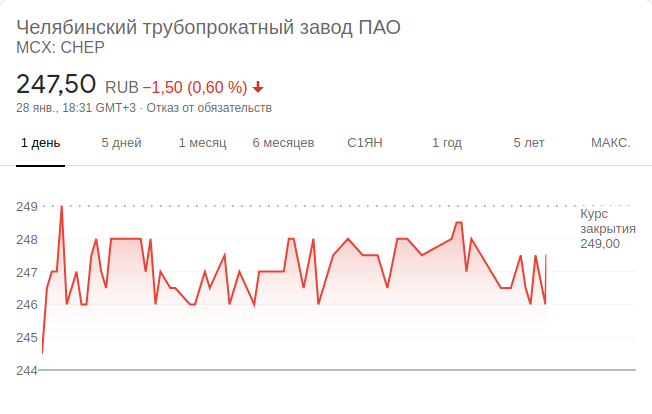 Челябинский трубопрокатный завод ПАО
MCX: CHEP
247,50 RUB −1,50 (0,60 %)
28 янв., 18:31 GMT+3 · Отказ от обязательств
1 день 5 дней 1 месяц 6 месяцев С1ЯН 1 год 5 лет МАКС.
249
Курс
закрытия
249,00
248
247
246
245
244